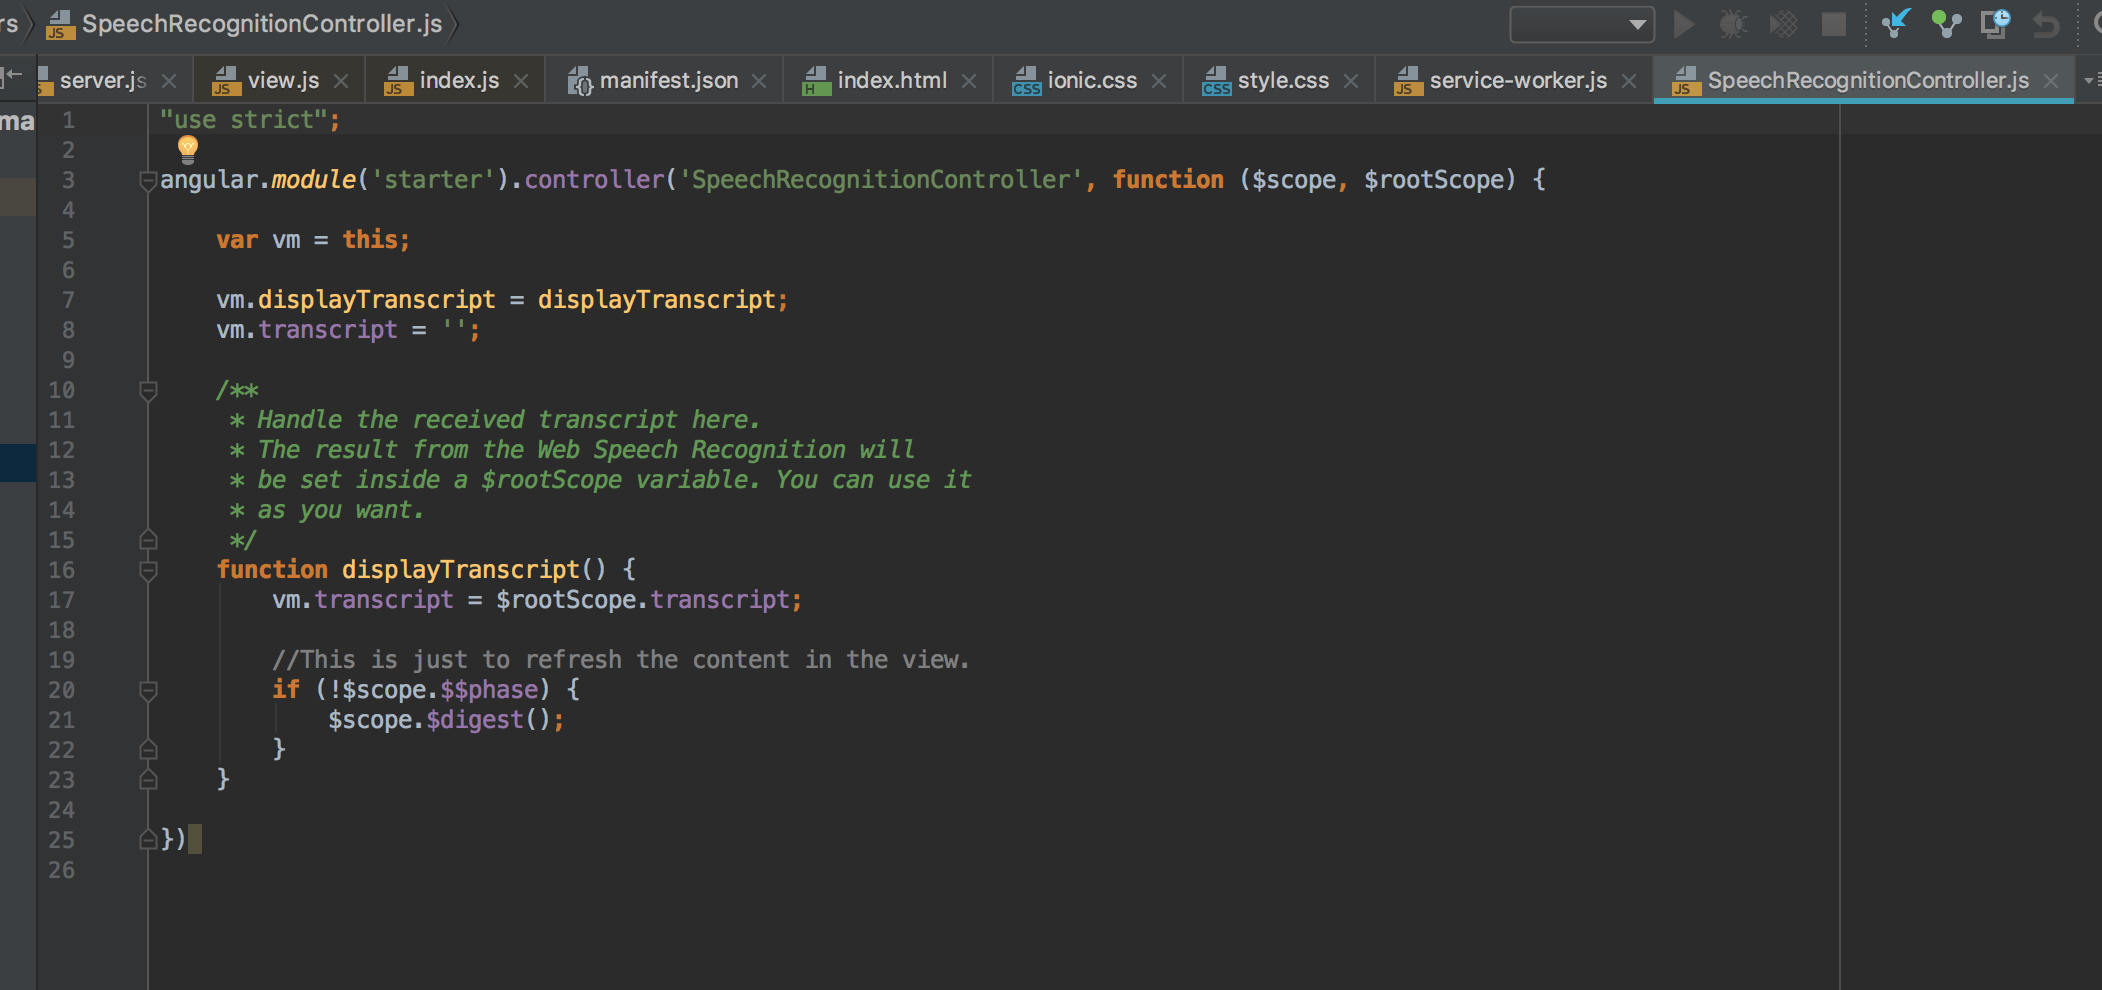 rs SpeechRecognitionController.js
server.js view.js index.js manifest.json index.html ionic.css style.css service-worker.js SpeechRecognitionController.js
ma
1 "use strict";
2
3 angular.module('starter').controller('SpeechRecognitionController', function ($scope, $rootScope) {
4
5 var vm = this;
6
7 vm.displayTranscript = displayTranscript;
8 vm.transcript = '';
9
10 /**
11 * Handle the received transcript here.
12 * The result from the Web Speech Recognition will
13 * be set inside a $rootScope variable. You can use it
14 * as you want.
15 */
16 function displayTranscript() {
17 vm.transcript = $rootScope.transcript;
18
19 //This is just to refresh the content in the view.
20 if (!$scope.$$phase) {
21 $scope.$digest();
22 }
23 }
24
25 })
26